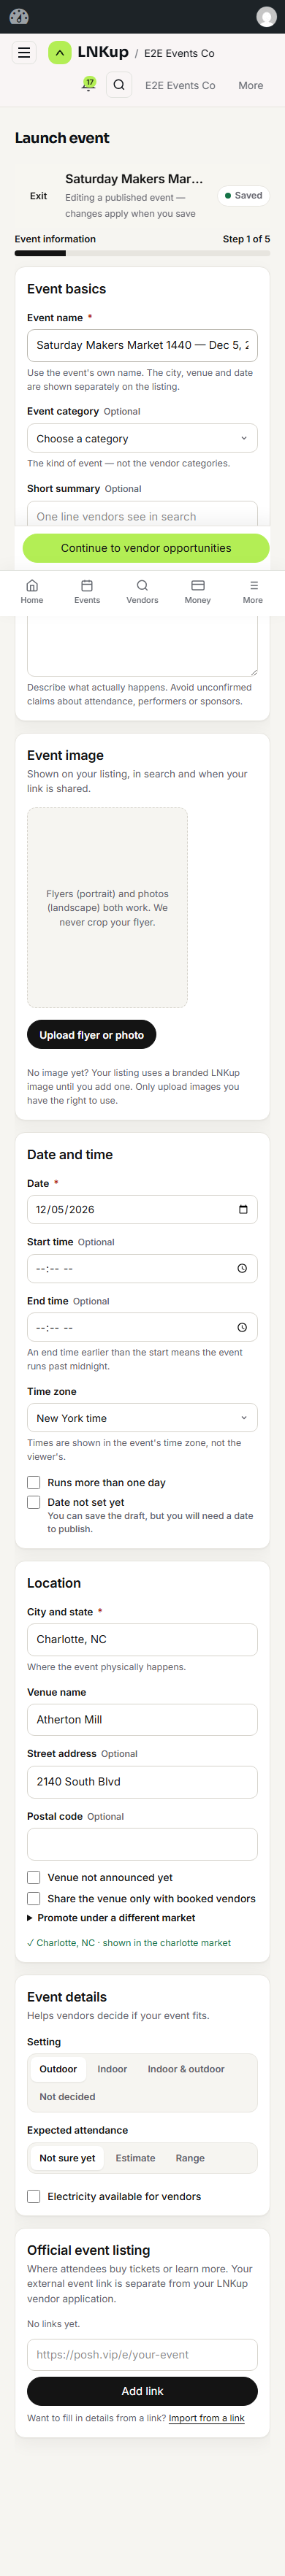 LNKup / E2E Events Co
17
E2E Events Co
More
Launch event
Exit
Saturday Makers Mar...
Editing a published event —
changes apply when you save
Saved
Event information
Step 1 of 5
Event basics
Event name *
Saturday Makers Market 1440 — Dec 5, 2
Use the event's own name. The city, venue and date
are shown separately on the listing.
Event category Optional
Choose a category
The kind of event — not the vendor categories.
Short summary Optional
One line vendors see in search
Continue to vendor opportunities
Home
Events
Vendors
Money
More
Describe what actually happens. Avoid unconfirmed
claims about attendance, performers or sponsors.
Event image
Shown on your listing, in search and when your
link is shared.
Flyers (portrait) and photos
(landscape) both work. We
never crop your flyer.
Upload flyer or photo
No image yet? Your listing uses a branded LNKup
image until you add one. Only upload images you
have the right to use.
Date and time
Date *
12/05/2026
Start time Optional
--:-- --
End time Optional
--:-- --
An end time earlier than the start means the event
runs past midnight.
Time zone
New York time
Times are shown in the event's time zone, not the
viewer's.
Runs more than one day
Date not set yet
You can save the draft, but you will need a date
to publish.
Location
City and state *
Charlotte, NC
Where the event physically happens.
Venue name
Atherton Mill
Street address Optional
2140 South Blvd
Postal code Optional
Venue not announced yet
Share the venue only with booked vendors
Promote under a different market
✓ Charlotte, NC · shown in the charlotte market
Event details
Helps vendors decide if your event fits.
Setting
Outdoor
Indoor
Indoor & outdoor
Not decided
Expected attendance
Not sure yet
Estimate
Range
Electricity available for vendors
Official event listing
Where attendees buy tickets or learn more. Your
external event link is separate from your LNKup
vendor application.
No links yet.
https://posh.vip/e/your-event
Add link
Want to fill in details from a link? Import from a link